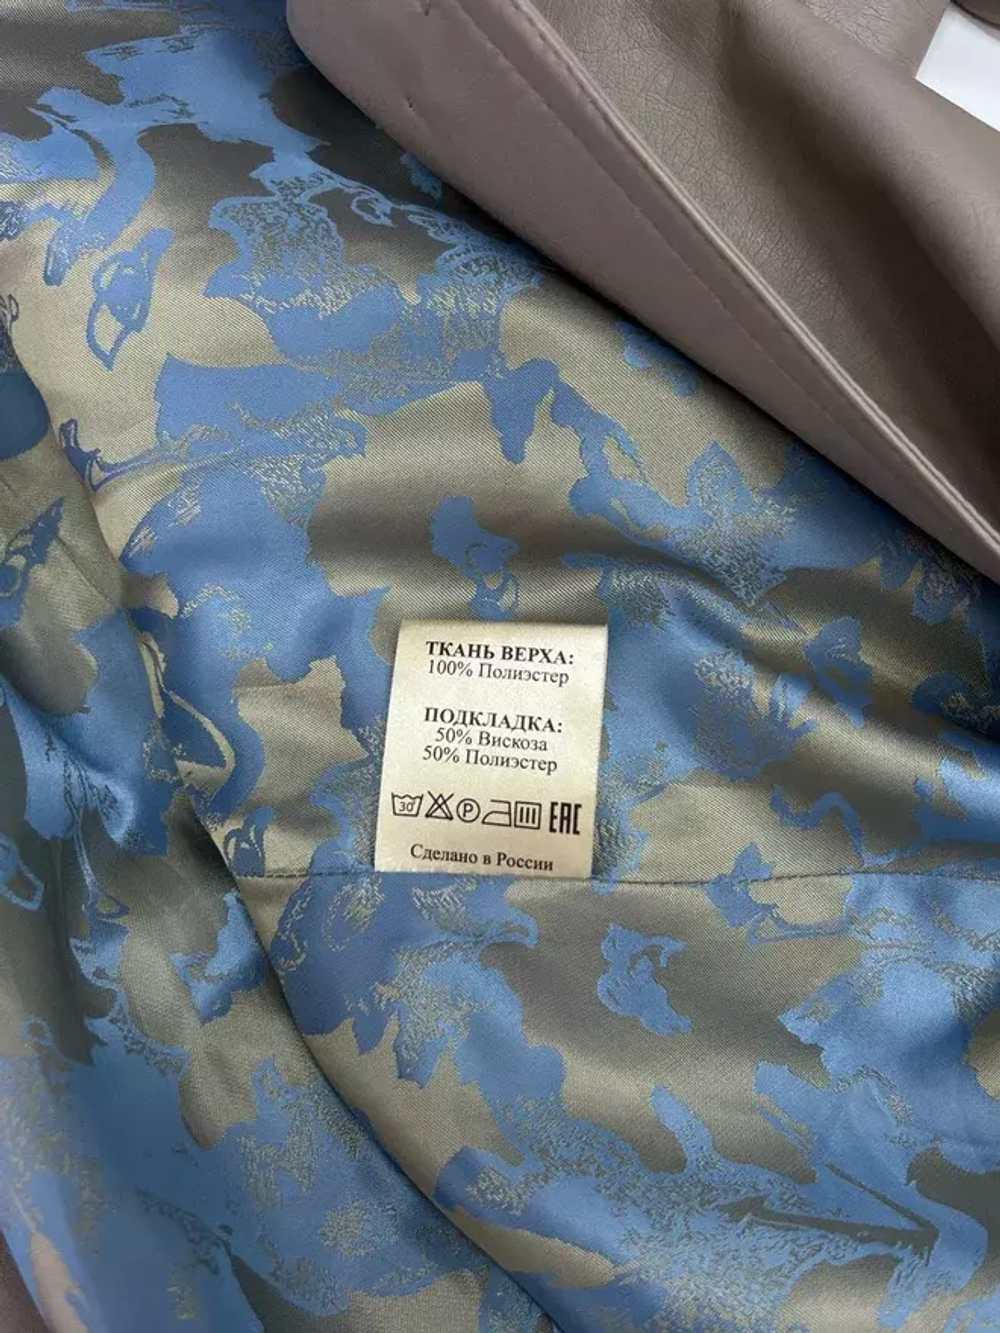 ТКАНЬ ВЕРХА:
100% Полиэстер
ПОДКЛАДКА:
50% Вискоза
50% Полиэстер
30 P EAC
Сделано в России